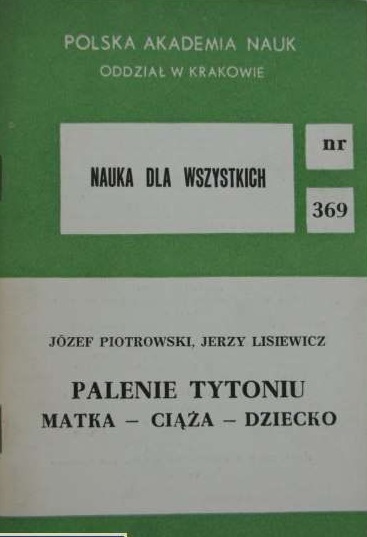 POLSKA AKADEMIA NAUK
ODDZIAŁ W KRAKOWIE
NAUKA DLA WSZYSTKICH
nr
369
JÓZEF PIOTROWSKI, JERZY LISIEWICZ
PALENIE TYTONIU
MATKA – CIĄŻA – DZIECKO